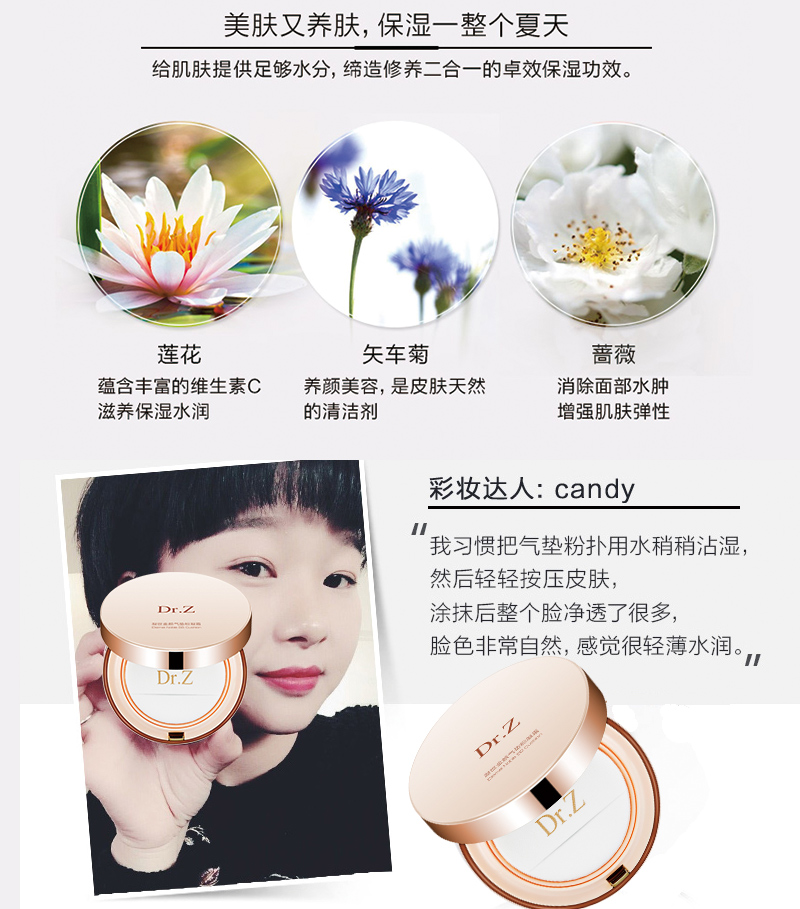 美肤又养肤, 保湿一整个夏天
给肌肤提供足够水分, 缔造修养二合一的卓效保湿功效。
莲花
矢车菊
蔷薇
蕴含丰富的维生素C
滋养保湿水润
养颜美容, 是皮肤天然
的清洁剂
消除面部水肿
增强肌肤弹性
彩妆达人: candy
“我习惯把气垫粉扑用水稍稍沾湿,
然后轻轻按压皮肤,
涂抹后整个脸净透了很多,
脸色非常自然, 感觉很轻薄水润。”
Dr.Z
Dr.Z
Dr.Z
Dr.Z